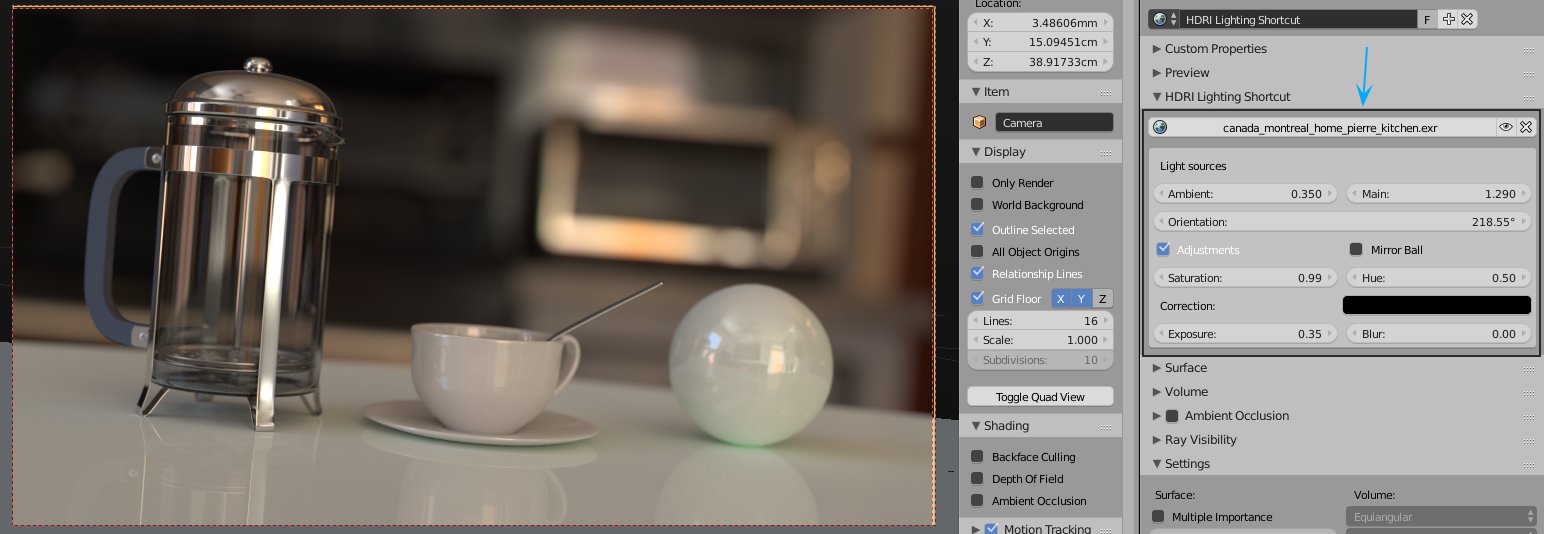 Location:
X: 3.48606mm
Y: 15.09451cm
Z: 38.91733cm
Item
Camera
Display
Only Render
World Background
Outline Selected
All Object Origins
Relationship Lines
Grid Floor X Y Z
Lines: 16
Scale: 1.000
Subdivisions: 10
Toggle Quad View
Shading
Backface Culling
Depth Of Field
Ambient Occlusion
Motion Tracking
HDRI Lighting Shortcut F
Custom Properties
Preview
HDRI Lighting Shortcut
canada_montreal_home_pierre_kitchen.exr
Light sources
Ambient: 0.350 Main: 1.290
Orientation: 218.55°
Adjustments Mirror Ball
Saturation: 0.99 Hue: 0.50
Correction:
Exposure: 0.35 Blur: 0.00
Surface
Volume
Ambient Occlusion
Ray Visibility
Settings
Surface: Volume:
Multiple Importance Equiangular